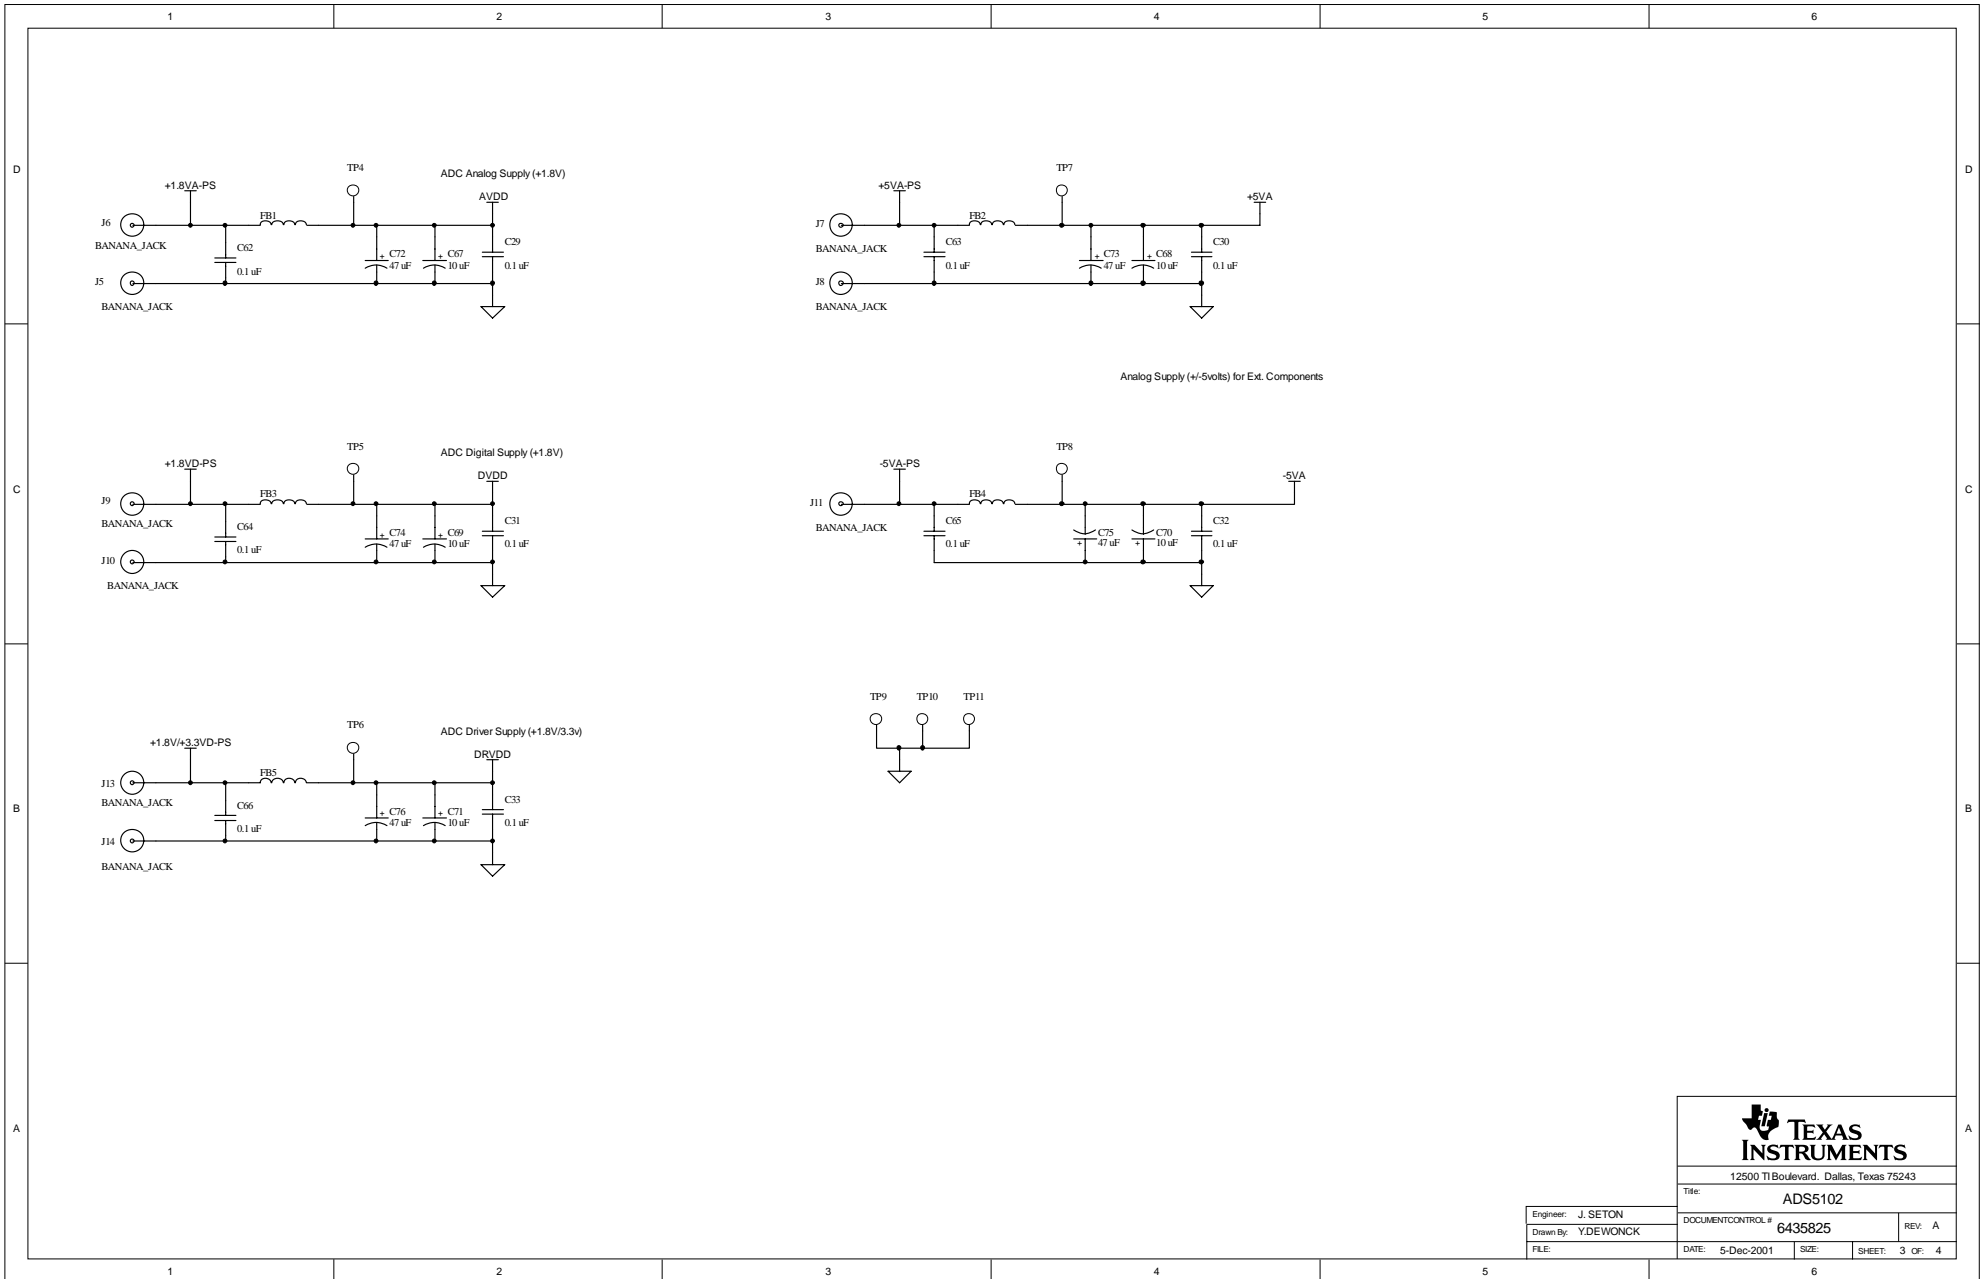 1 2 3 4 5 6
D D
TP4
ADC Analog Supply (+1.8V)
+1.8VA-PS
AVDD
J6
FB1
BANANA_JACK
C62
0.1 uF
+ C72
47 uF
+ C67
10 uF
C29
0.1 uF
J5
BANANA_JACK
TP7
+5VA-PS
+5VA
J7
FB2
BANANA_JACK
C63
0.1 uF
+ C73
47 uF
+ C68
10 uF
C30
0.1 uF
J8
BANANA_JACK
Analog Supply (+/-5volts) for Ext. Components
C C
TP5
ADC Digital Supply (+1.8V)
+1.8VD-PS
DVDD
J9
FB3
BANANA_JACK
C64
0.1 uF
+ C74
47 uF
+ C69
10 uF
C31
0.1 uF
J10
BANANA_JACK
TP8
-5VA-PS
-5VA
J11
FB4
BANANA_JACK
C65
0.1 uF
C75
+ 47 uF
C70
+ 10 uF
C32
0.1 uF
B B
TP6
ADC Driver Supply (+1.8V/3.3v)
+1.8V/+3.3VD-PS
DRVDD
J13
FB5
BANANA_JACK
C66
0.1 uF
+ C76
47 uF
+ C71
10 uF
C33
0.1 uF
J14
BANANA_JACK
TP9 TP10 TP11
A A
TEXAS
INSTRUMENTS
12500 TI Boulevard. Dallas, Texas 75243
Title:
ADS5102
Engineer: J. SETON
Drawn By: Y.DEWONCK
FILE:
DOCUMENTCONTROL # 6435825
REV: A
DATE: 5-Dec-2001
SIZE:
SHEET: 3 OF: 4
1 2 3 4 5 6